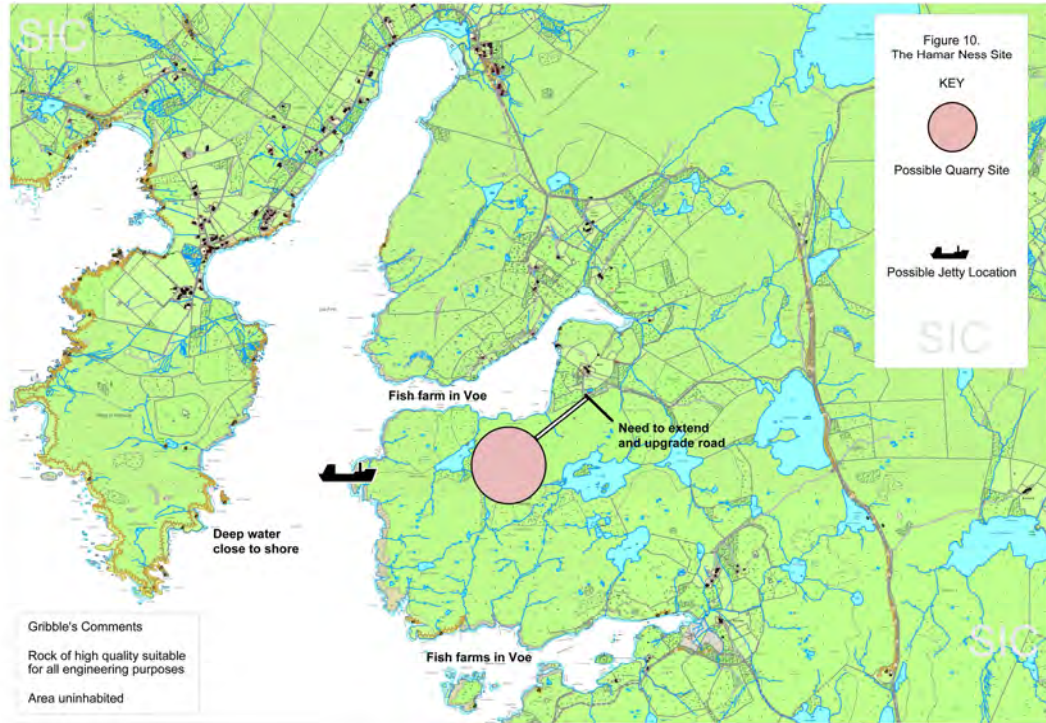 SIC
Figure 10.
The Hamar Ness Site
KEY
Possible Quarry Site
Possible Jetty Location
SIC
Fish farm in Voe
Need to extend
and upgrade road
Deep water
close to shore
Gribble's Comments
Rock of high quality suitable
for all engineering purposes
Area uninhabited
Fish farms in Voe
SIC